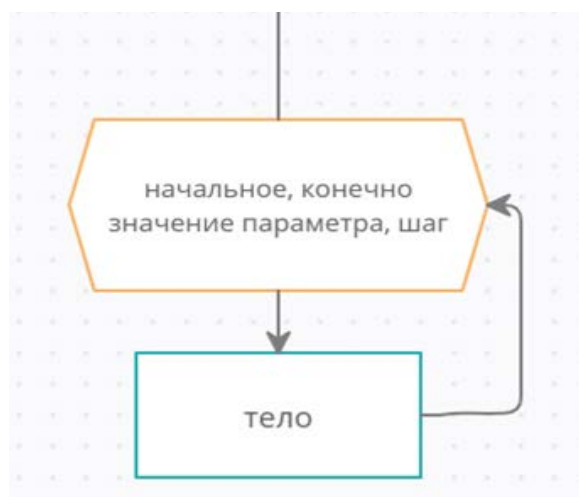 начальное, конечно
значение параметра, шаг
тело